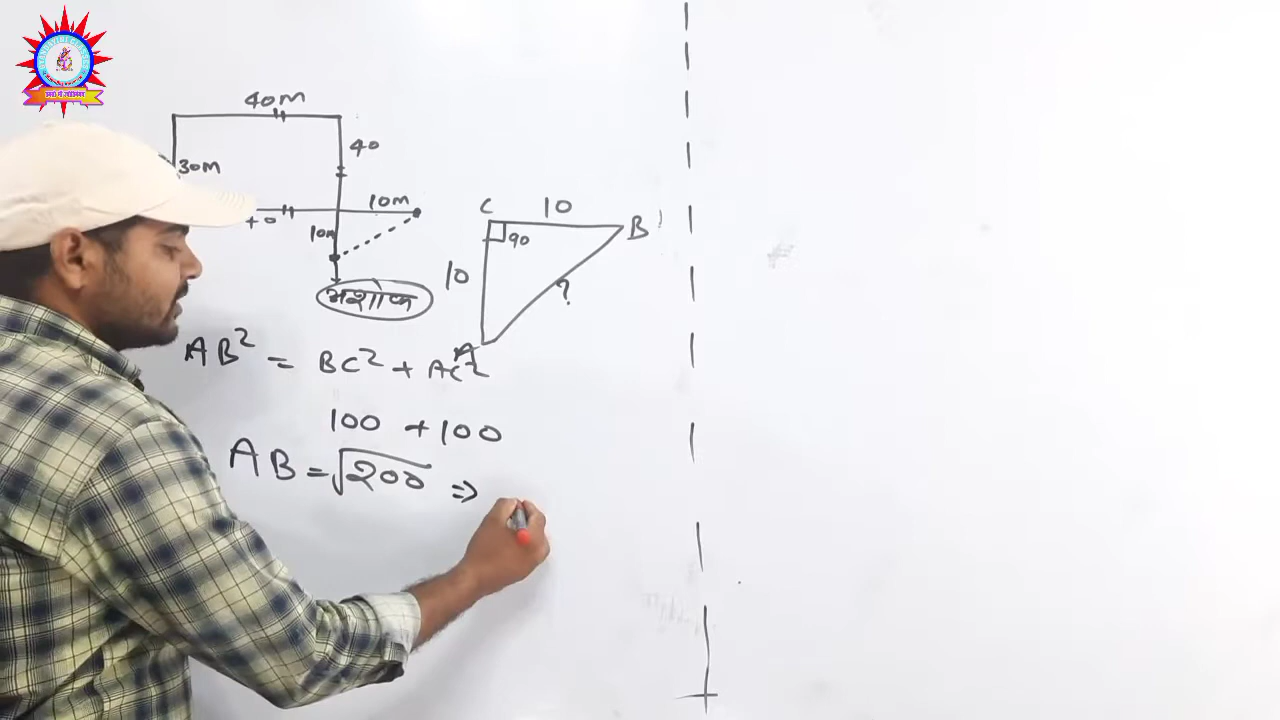 40M
40
30M
10m
10m
अशोक
C 10 B
90
10
?
A
AB² = BC² + AC²
100 + 100
AB = √200 ⇒